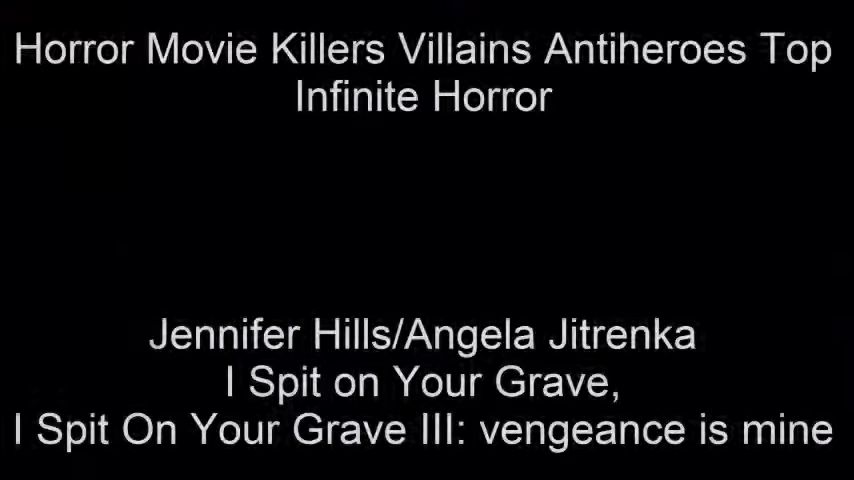 Horror Movie Killers Villains Antiheroes Top
Infinite Horror
Jennifer Hills/Angela Jitrenka
I Spit on Your Grave,
I Spit On Your Grave III: vengeance is mine